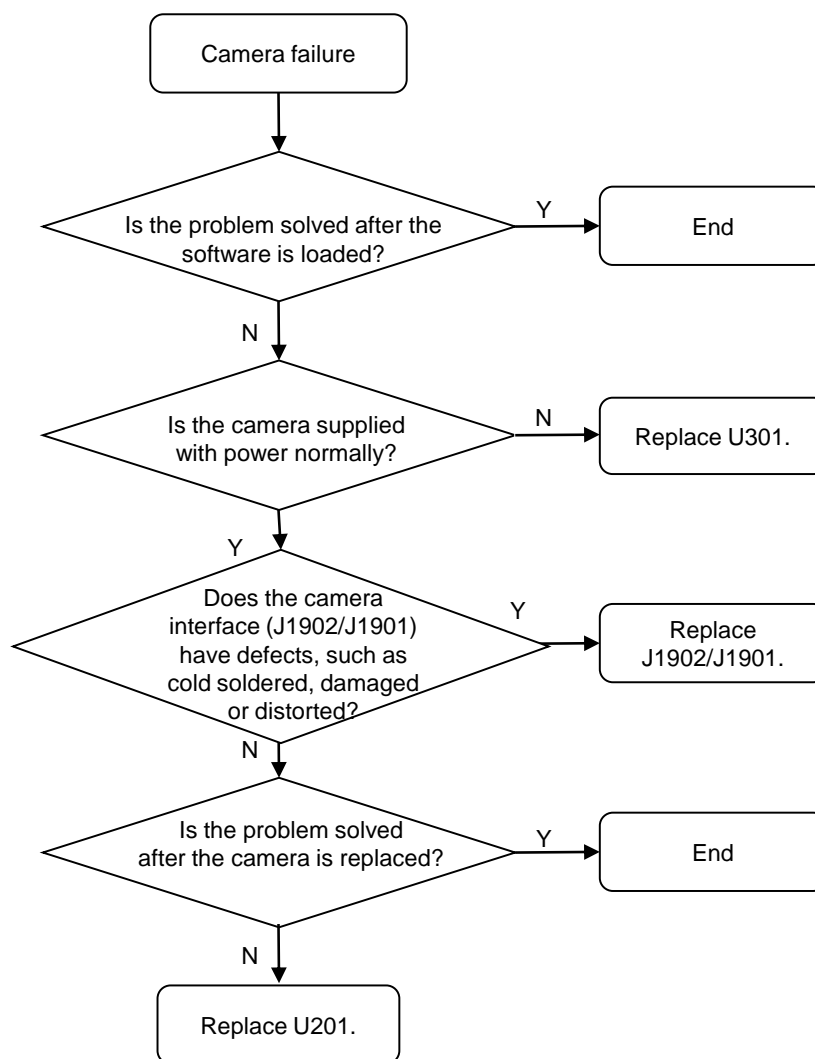 Camera failure
Is the problem solved after the
software is loaded?
Y
End
N
Is the camera supplied
with power normally?
N
Replace U301.
Y
Does the camera
interface (J1902/J1901)
have defects, such as
cold soldered, damaged
or distorted?
Y
Replace
J1902/J1901.
N
Is the problem solved
after the camera is replaced?
Y
End
N
Replace U201.